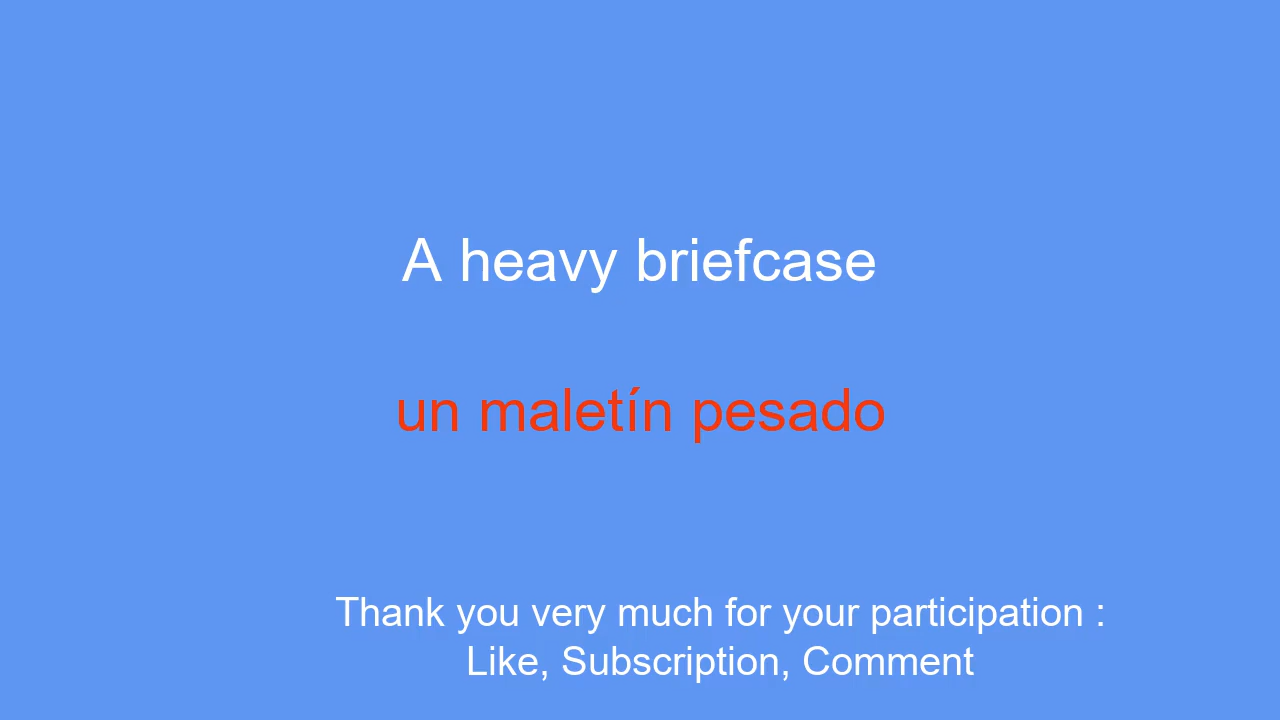 A heavy briefcase
un maletín pesado
Thank you very much for your participation :
Like, Subscription, Comment